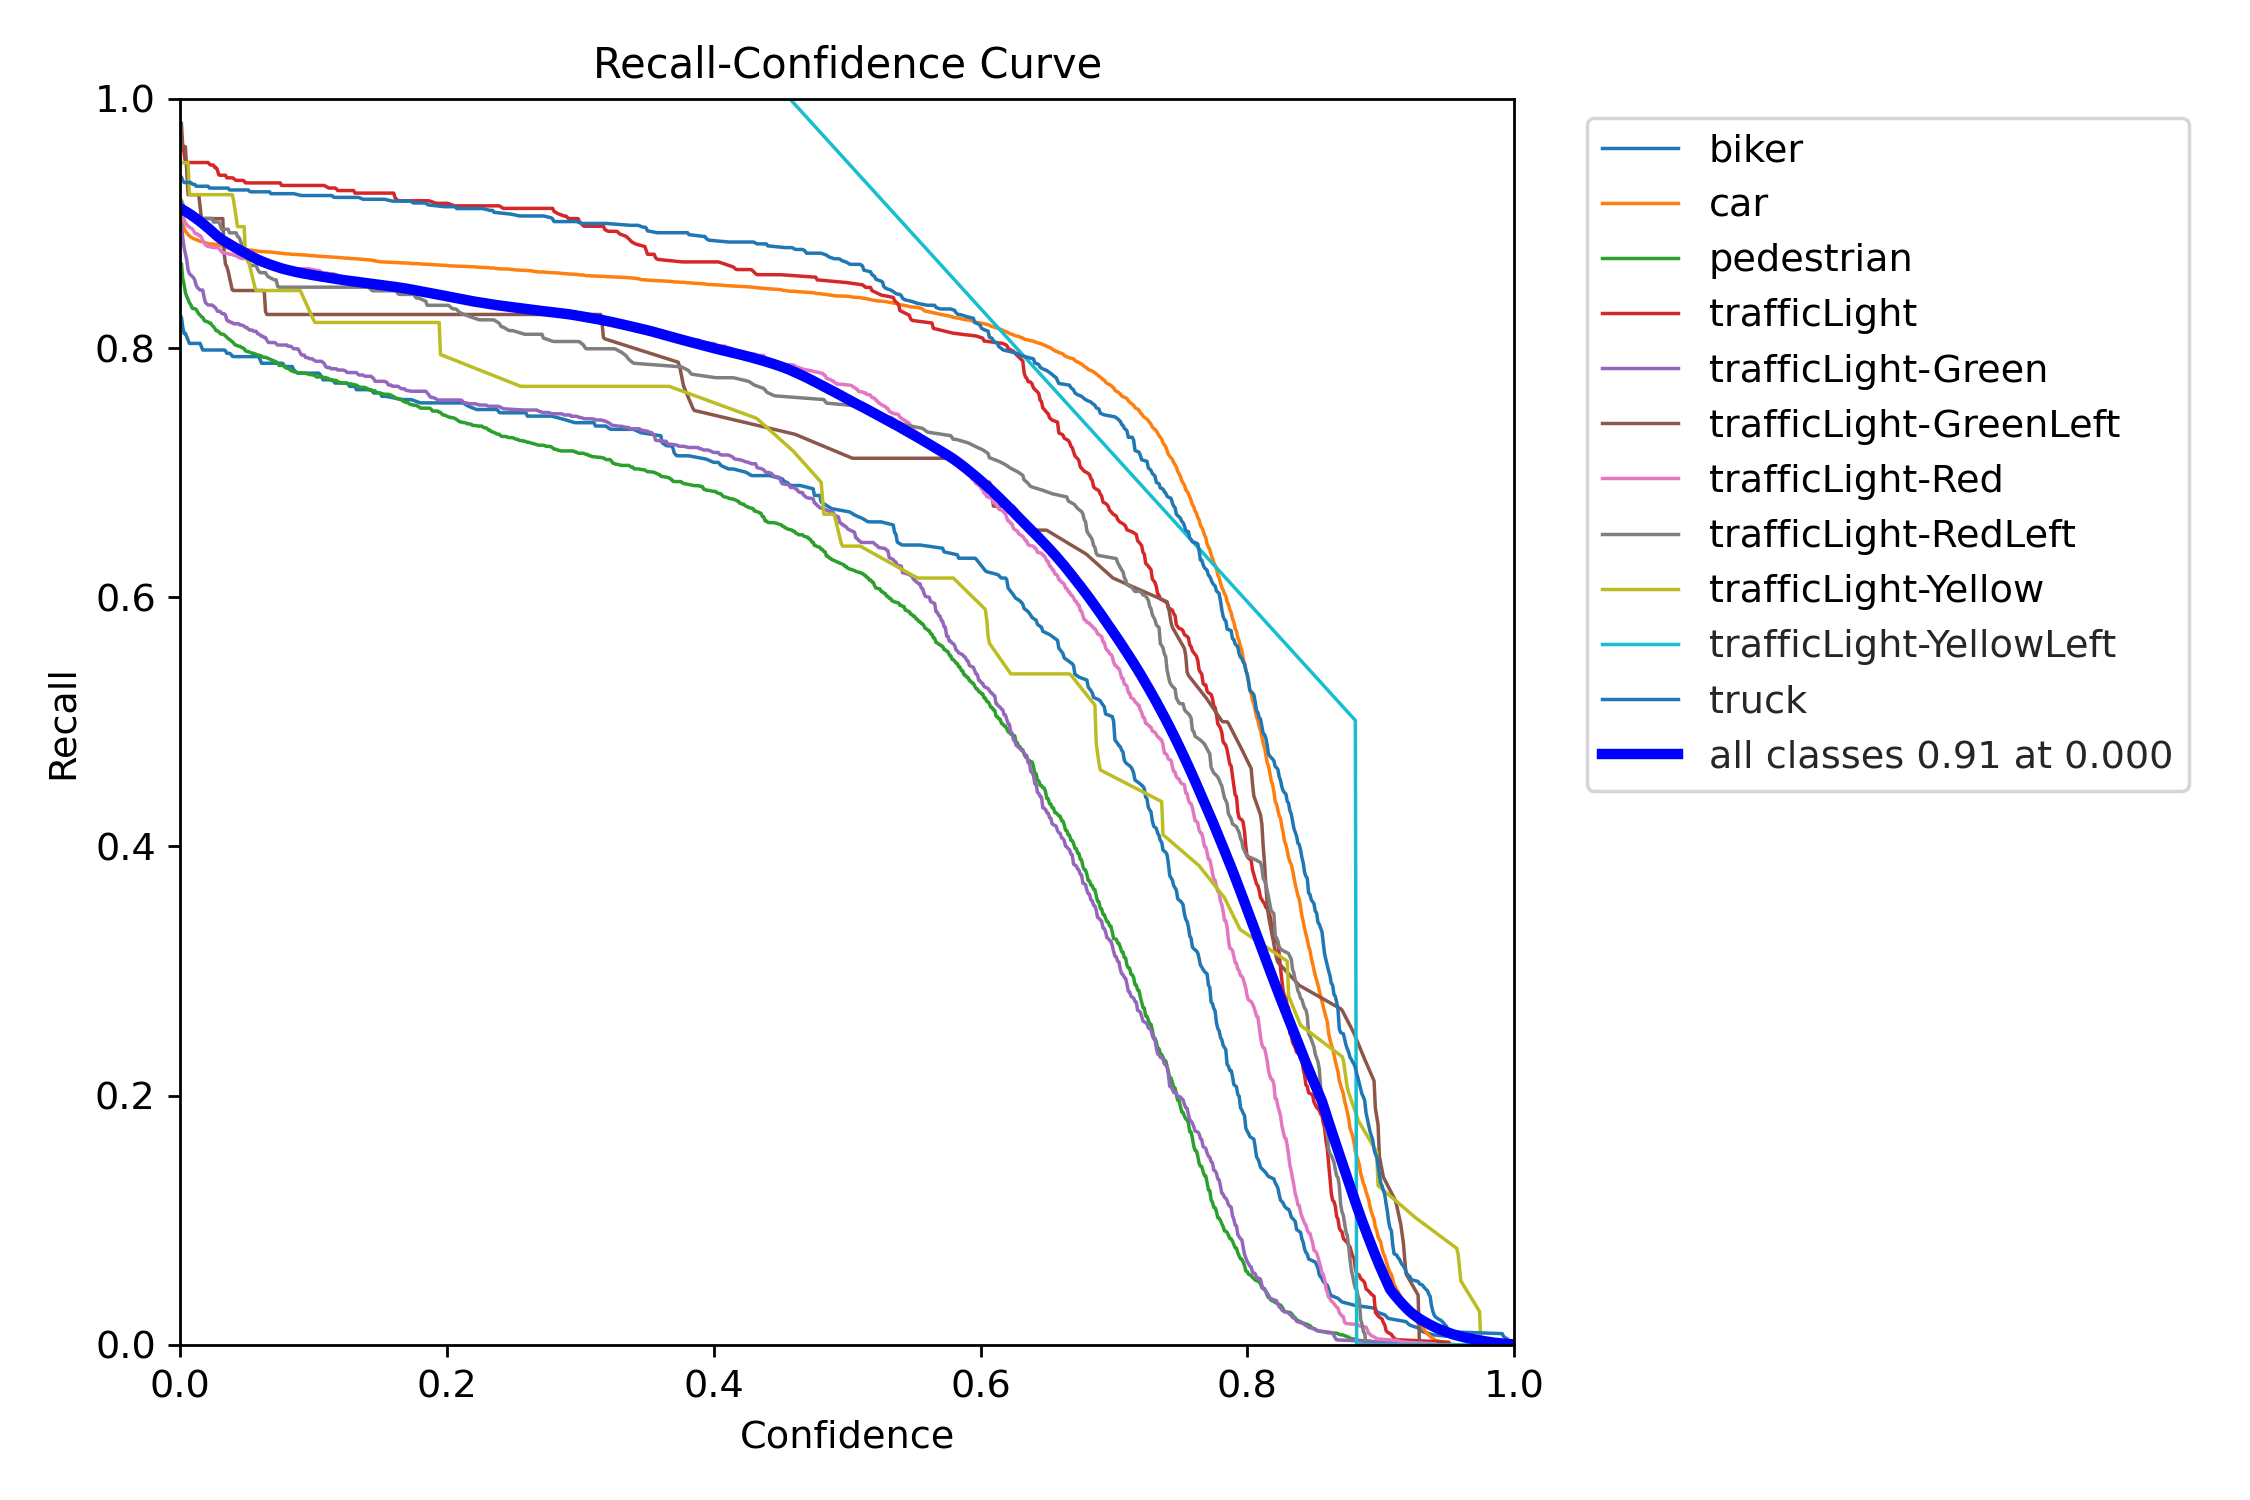 Recall-Confidence Curve
1.0
0.8
0.6
0.4
0.2
0.0
Recall
0.0 0.2 0.4 0.6 0.8 1.0
Confidence
biker
car
pedestrian
trafficLight
trafficLight-Green
trafficLight-GreenLeft
trafficLight-Red
trafficLight-RedLeft
trafficLight-Yellow
trafficLight-YellowLeft
truck
all classes 0.91 at 0.000